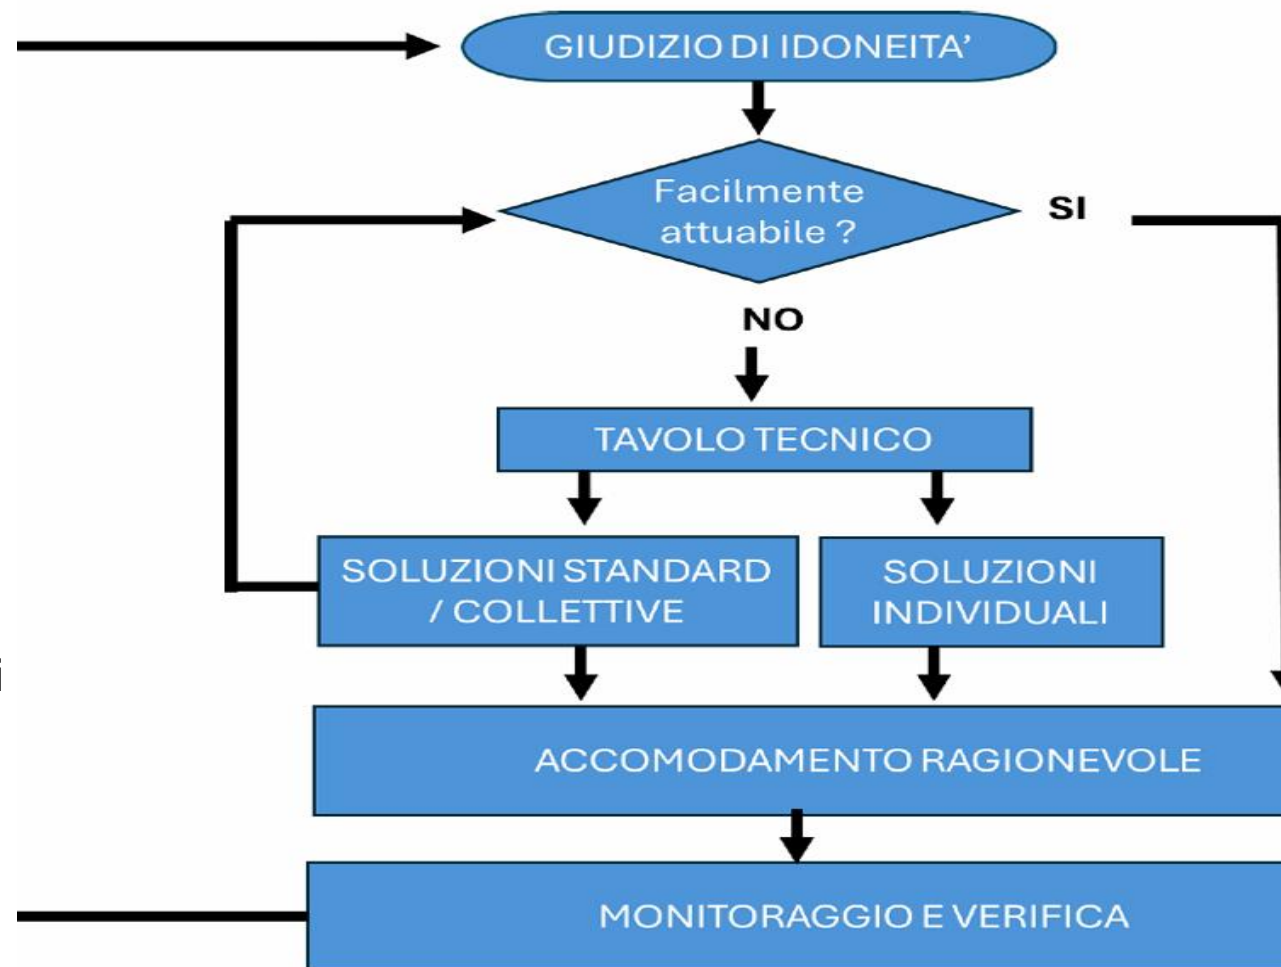 GIUDIZIO DI IDONEITA’
Facilmente
attuabile ?
SI
NO
TAVOLO TECNICO
SOLUZIONI STANDARD
/ COLLETTIVE
SOLUZIONI
INDIVIDUALI
i
ACCOMODAMENTO RAGIONEVOLE
MONITORAGGIO E VERIFICA